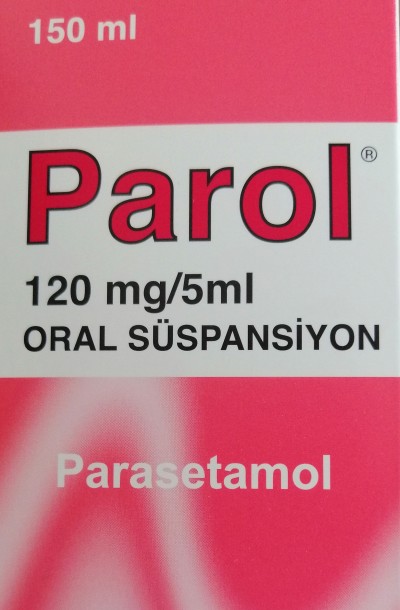 150 ml
Parol®
120 mg/5ml
ORAL SÜSPANSİYON
Parasetamol